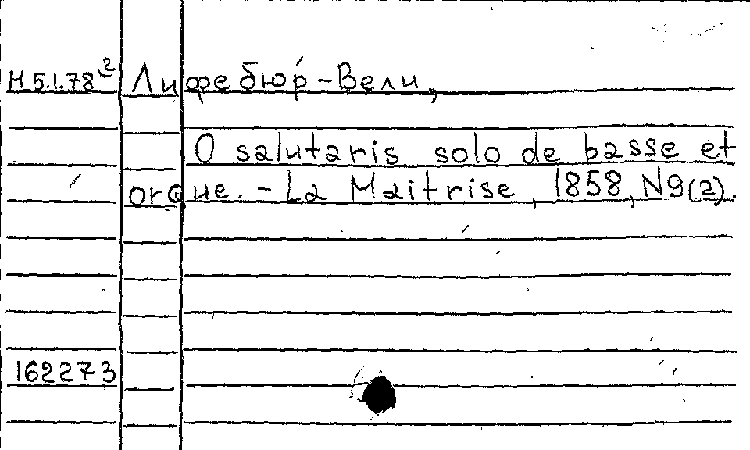 Н 5.1.78² Лифебюр-Вели,
O salutaris solo de basse et
orgue. - La Maitrise, 1858, N9(2).
162273